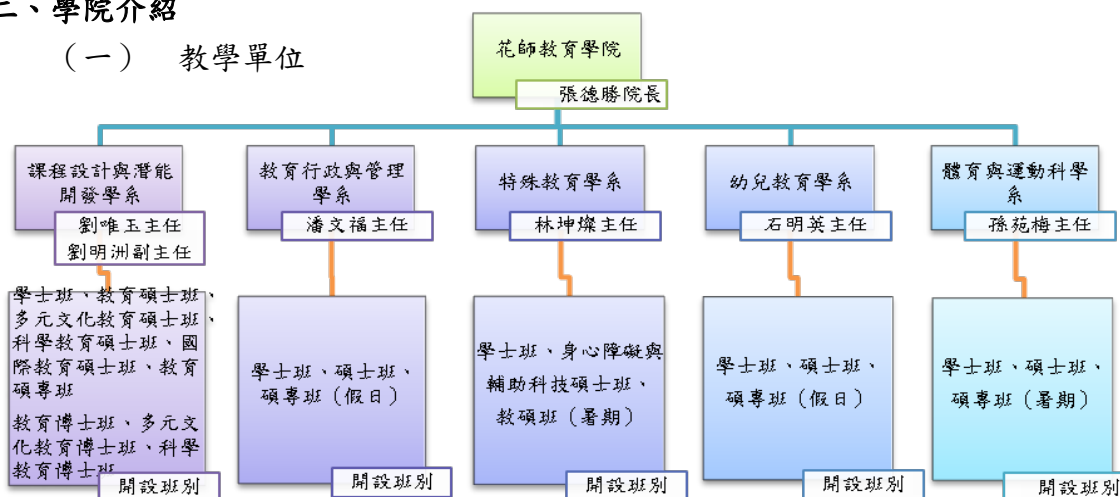 二、學院介紹
（一） 教學單位
花師教育學院
張德勝院長
課程設計與潛能
開發學系
劉唯玉主任
劉明洲副主任
教育行政與管理
學系
潘文福主任
特殊教育學系
林坤燦主任
幼兒教育學系
石明英主任
體育與運動科學
系
孫苑梅主任
學士班、教育碩士班、
多元文化教育碩士班、
科學教育碩士班、國
際教育碩士班、教育
碩專班
教育博士班、多元文
化教育博士班、科學
教育博士班
開設班別
學士班、碩士班、
碩專班（假日）
開設班別
學士班、身心障礙與
輔助科技碩士班、
教碩班（暑期）
開設班別
學士班、碩士班、
碩專班（假日）
開設班別
學士班、碩士班、
碩專班（暑期）
開設班別